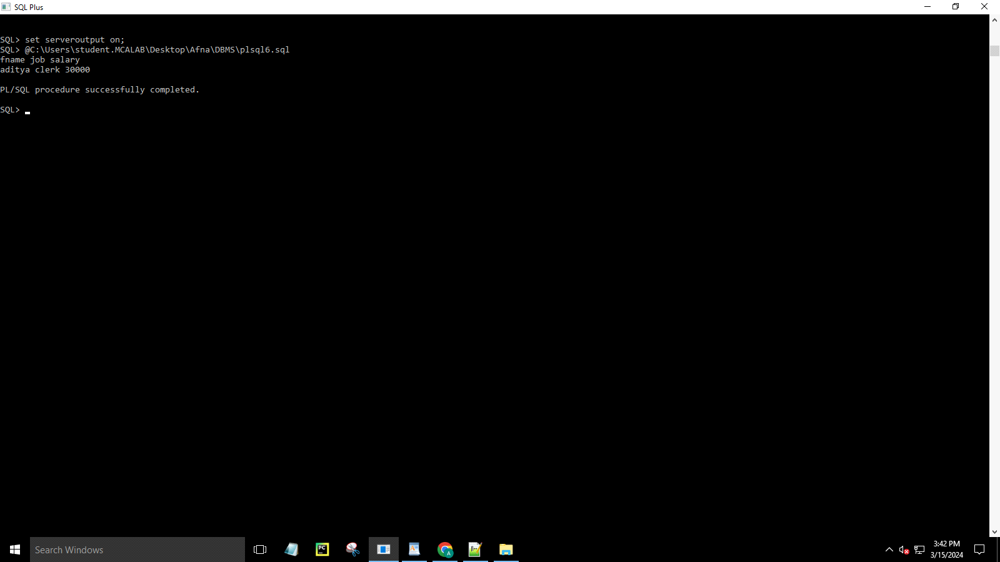 SQL Plus
SQL> set serveroutput on;
SQL> @C:\Users\student.MCALAB\Desktop\Afna\DBMS\plsql6.sql
fname job salary
aditya clerk 30000
PL/SQL procedure successfully completed.
SQL>
Search Windows
PC
A
3:42 PM
3/15/2024